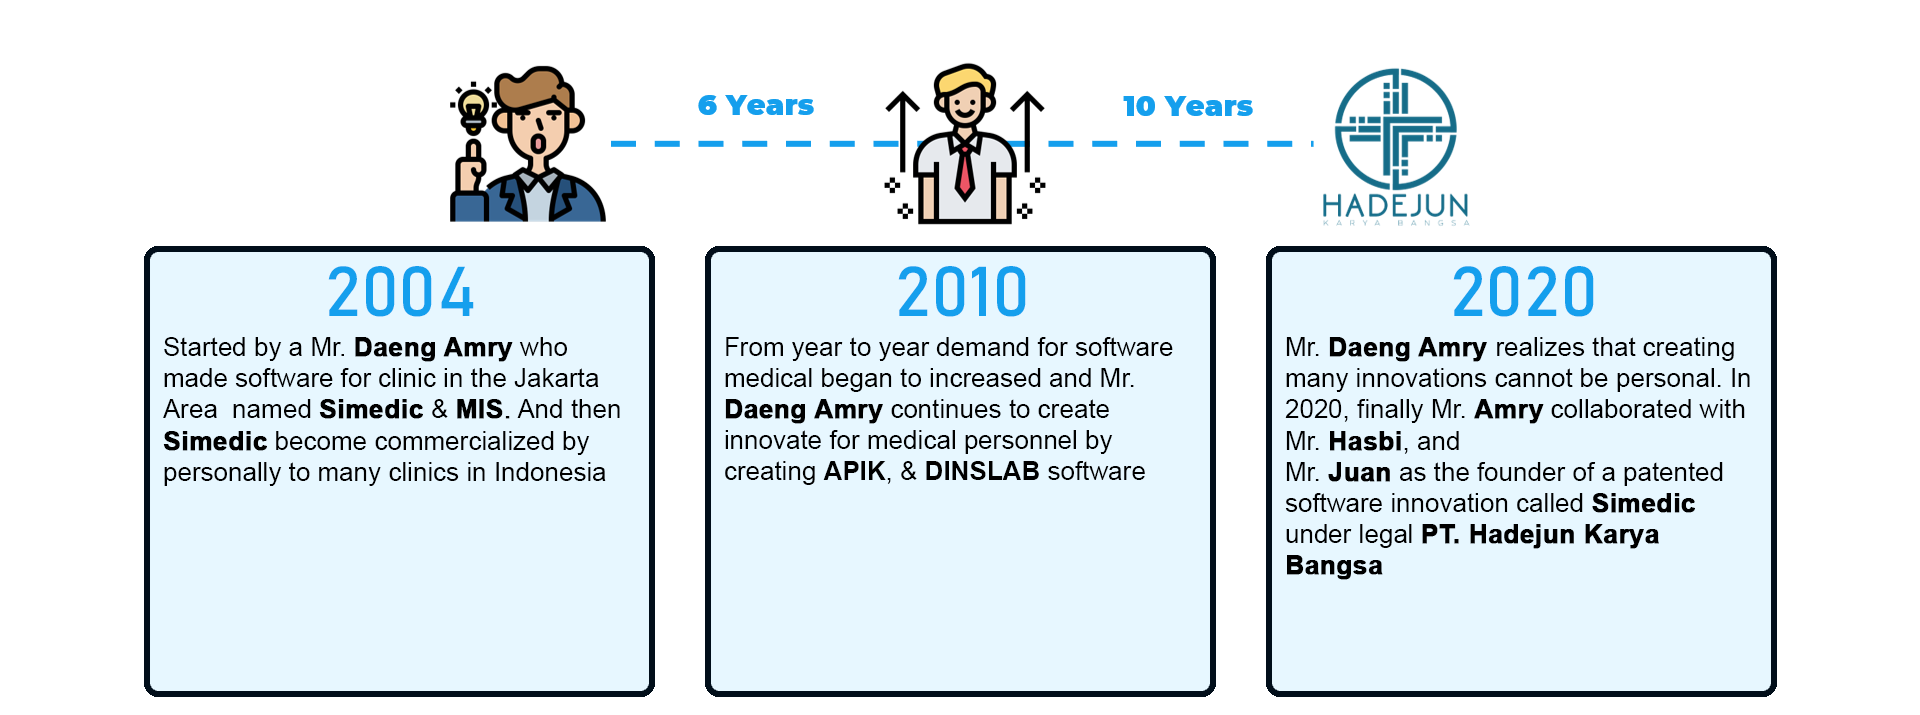 6 Years
10 Years
HADEJUN
KARYA BANGSA
2004
Started by a Mr. Daeng Amry who
made software for clinic in the Jakarta
Area  named Simedic & MIS. And then
Simedic become commercialized by
personally to many clinics in Indonesia
2010
From year to year demand for software
medical began to increased and Mr.
Daeng Amry continues to create
innovate for medical personnel by
creating APIK, & DINSLAB software
2020
Mr. Daeng Amry realizes that creating
many innovations cannot be personal. In
2020, finally Mr. Amry collaborated with
Mr. Hasbi, and
Mr. Juan as the founder of a patented
software innovation called Simedic
under legal PT. Hadejun Karya
Bangsa